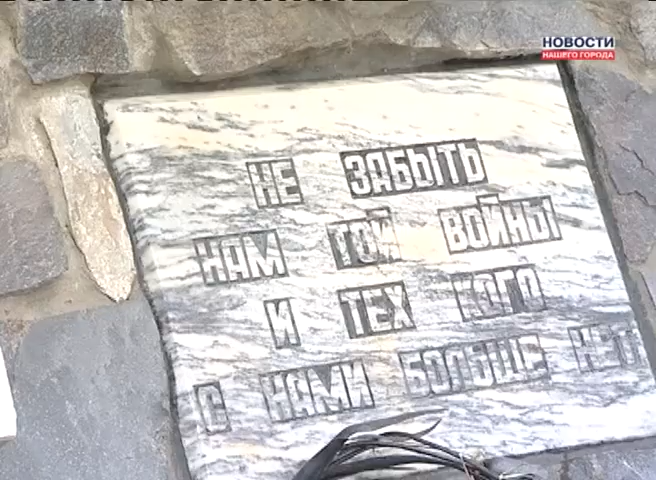 НОВОСТИ
НАШЕГО ГОРОДА
НЕ ЗАБЫТЬ
НАМ ТОЙ ВОЙНЫ
И ТЕХ КОГО
С НАМИ БОЛЬШЕ НЕТ